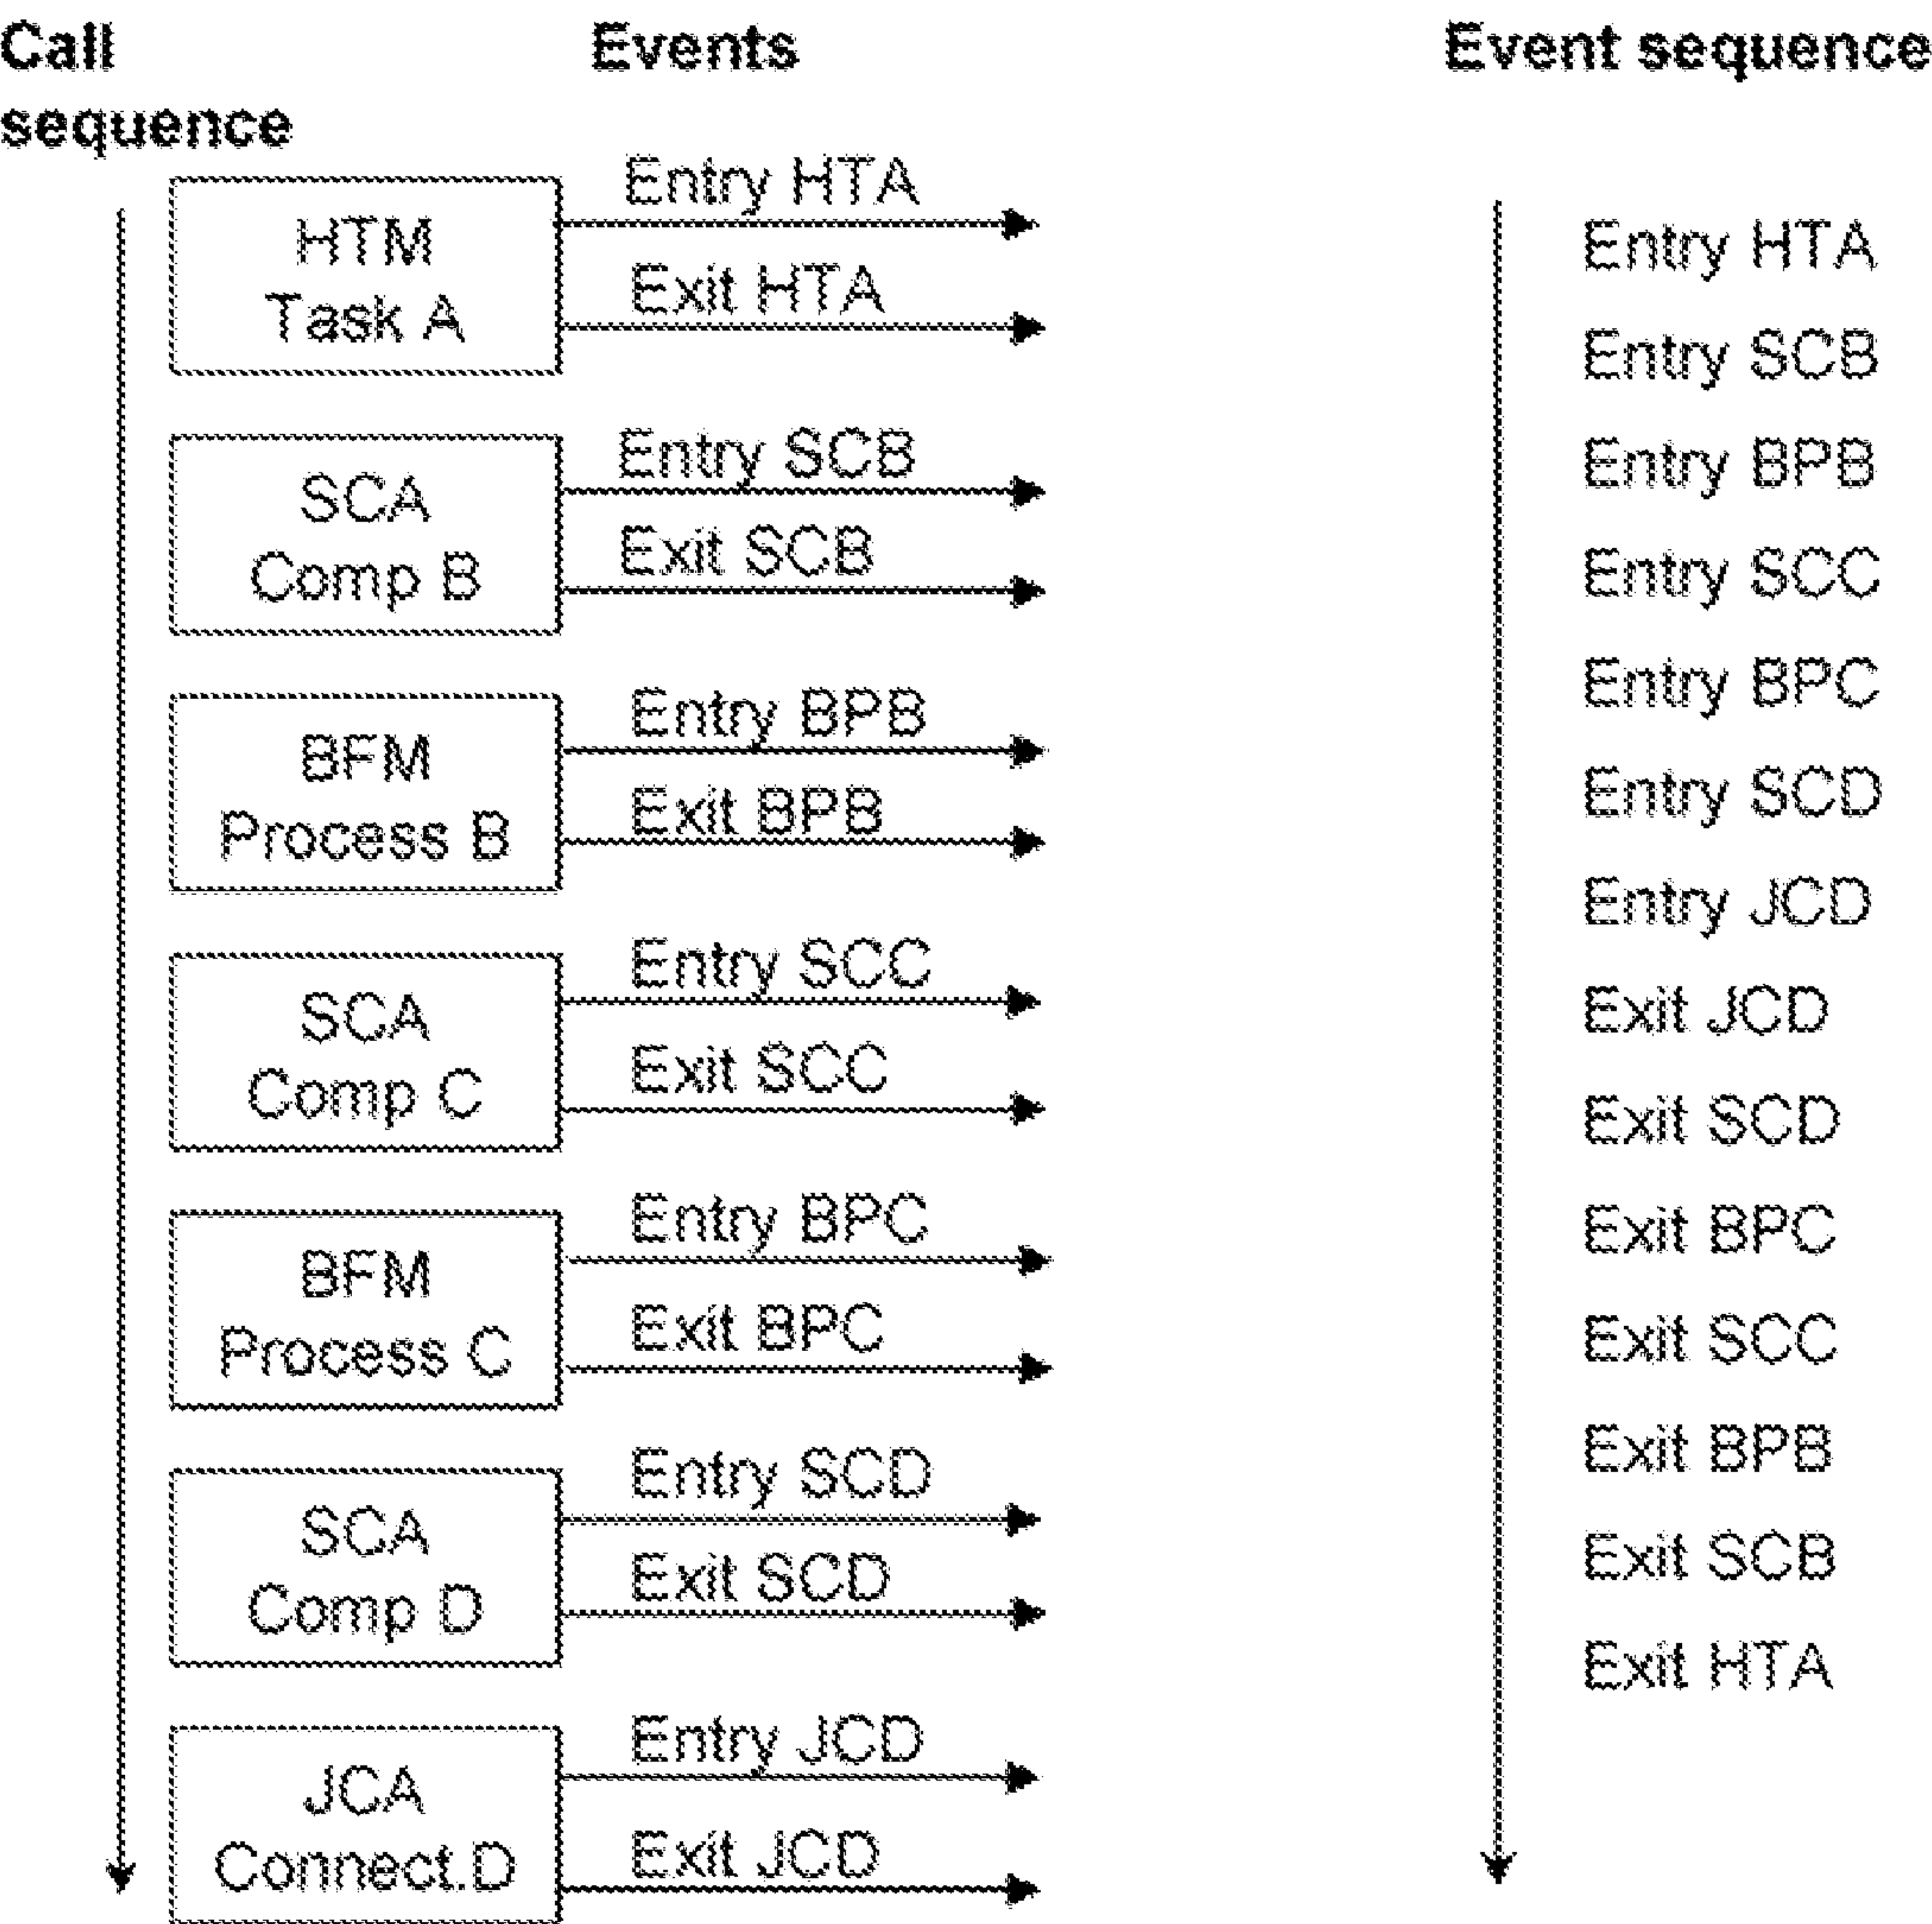 Call
sequence
Events
Event sequence
HTM
Task A
Entry HTA
Exit HTA
SCA
Comp B
Entry SCB
Exit SCB
BFM
Process B
Entry BPB
Exit BPB
SCA
Comp C
Entry SCC
Exit SCC
BFM
Process C
Entry BPC
Exit BPC
SCA
Comp D
Entry SCD
Exit SCD
JCA
Connect.D
Entry JCD
Exit JCD
Entry HTA
Entry SCB
Entry BPB
Entry SCC
Entry BPC
Entry SCD
Entry JCD
Exit JCD
Exit SCD
Exit BPC
Exit SCC
Exit BPB
Exit SCB
Exit HTA